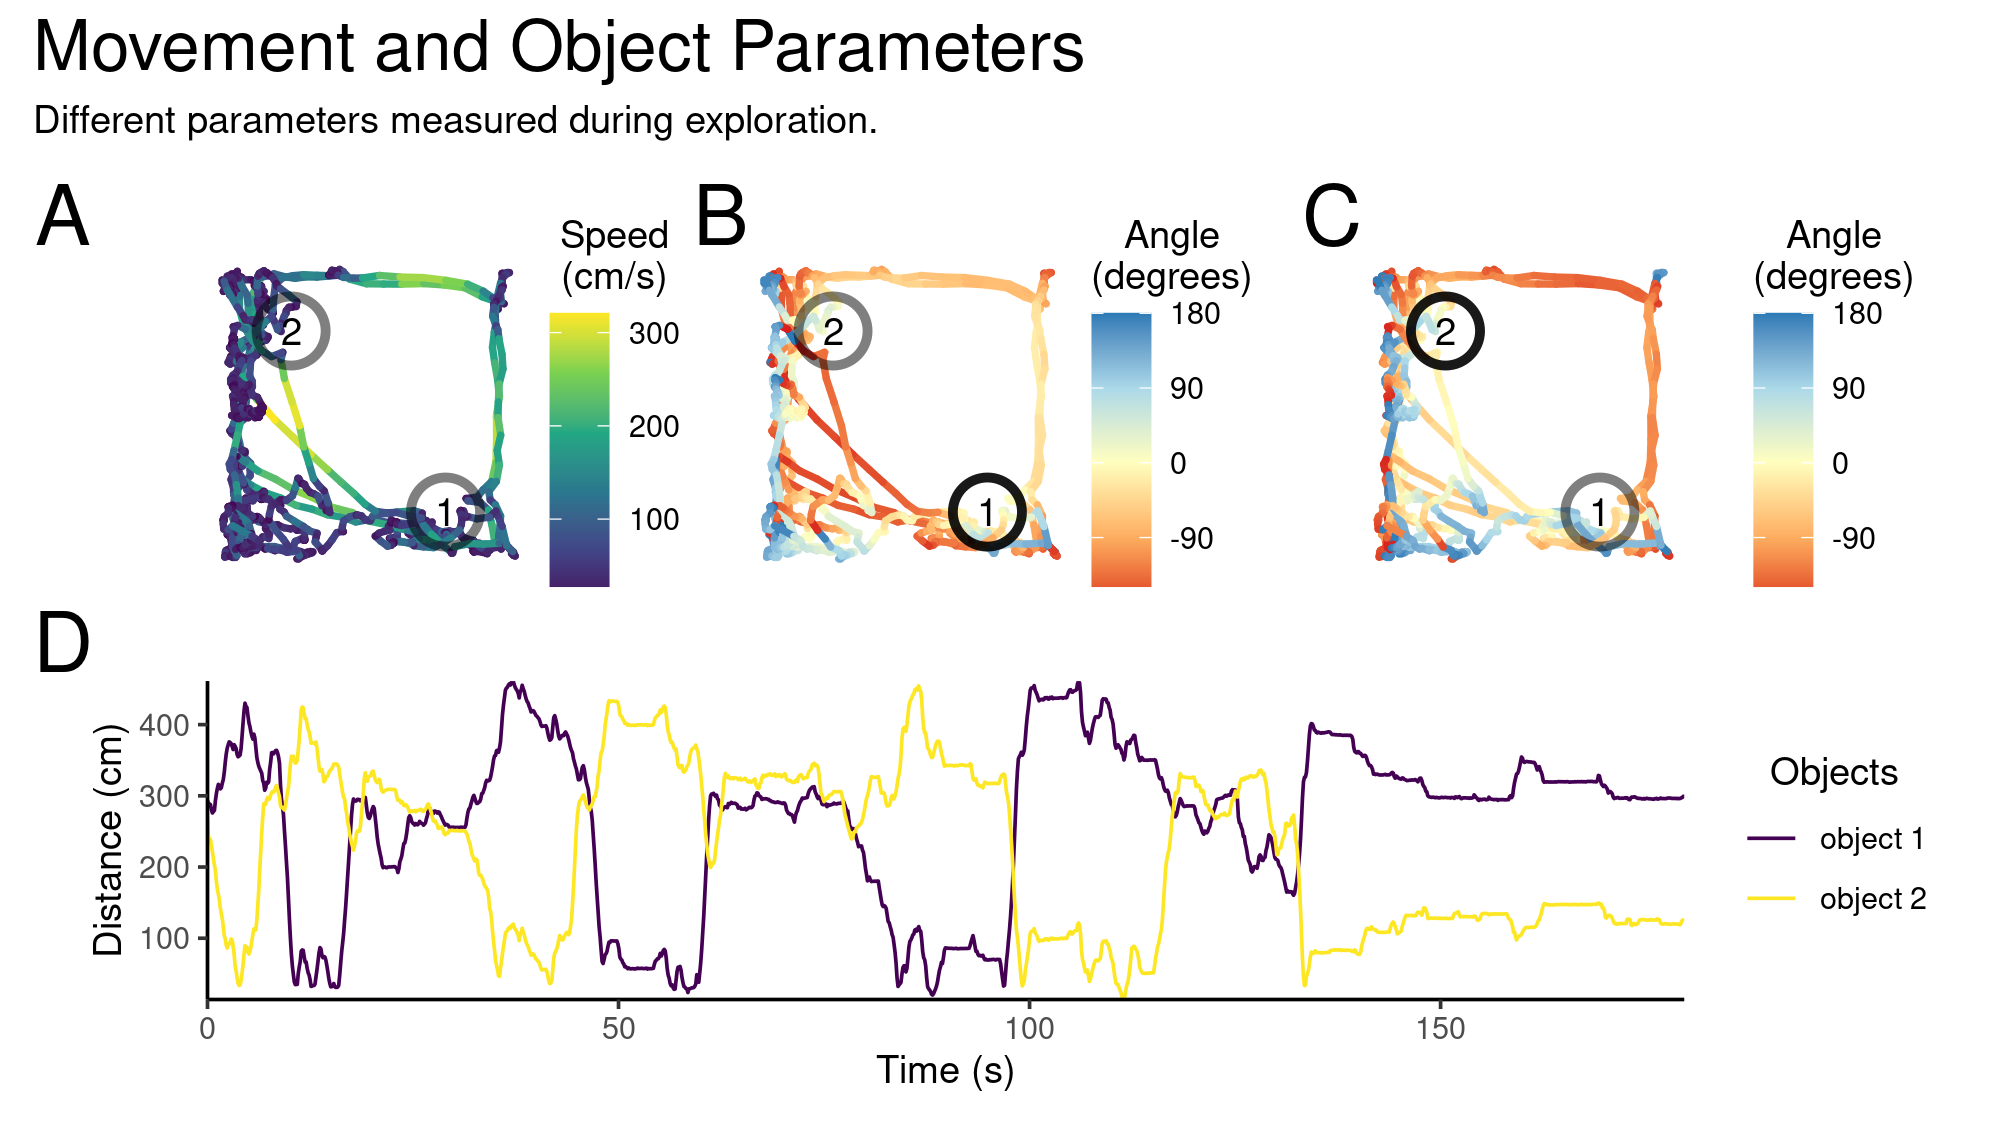 Movement and Object Parameters
Different parameters measured during exploration.
A
Speed
(cm/s)
300
200
100
2
1
B
Angle
(degrees)
180
90
0
-90
2
1
C
Angle
(degrees)
180
90
0
-90
2
1
D
Distance (cm)
400
300
200
100
0
50
100
150
Time (s)
Objects
object 1
object 2